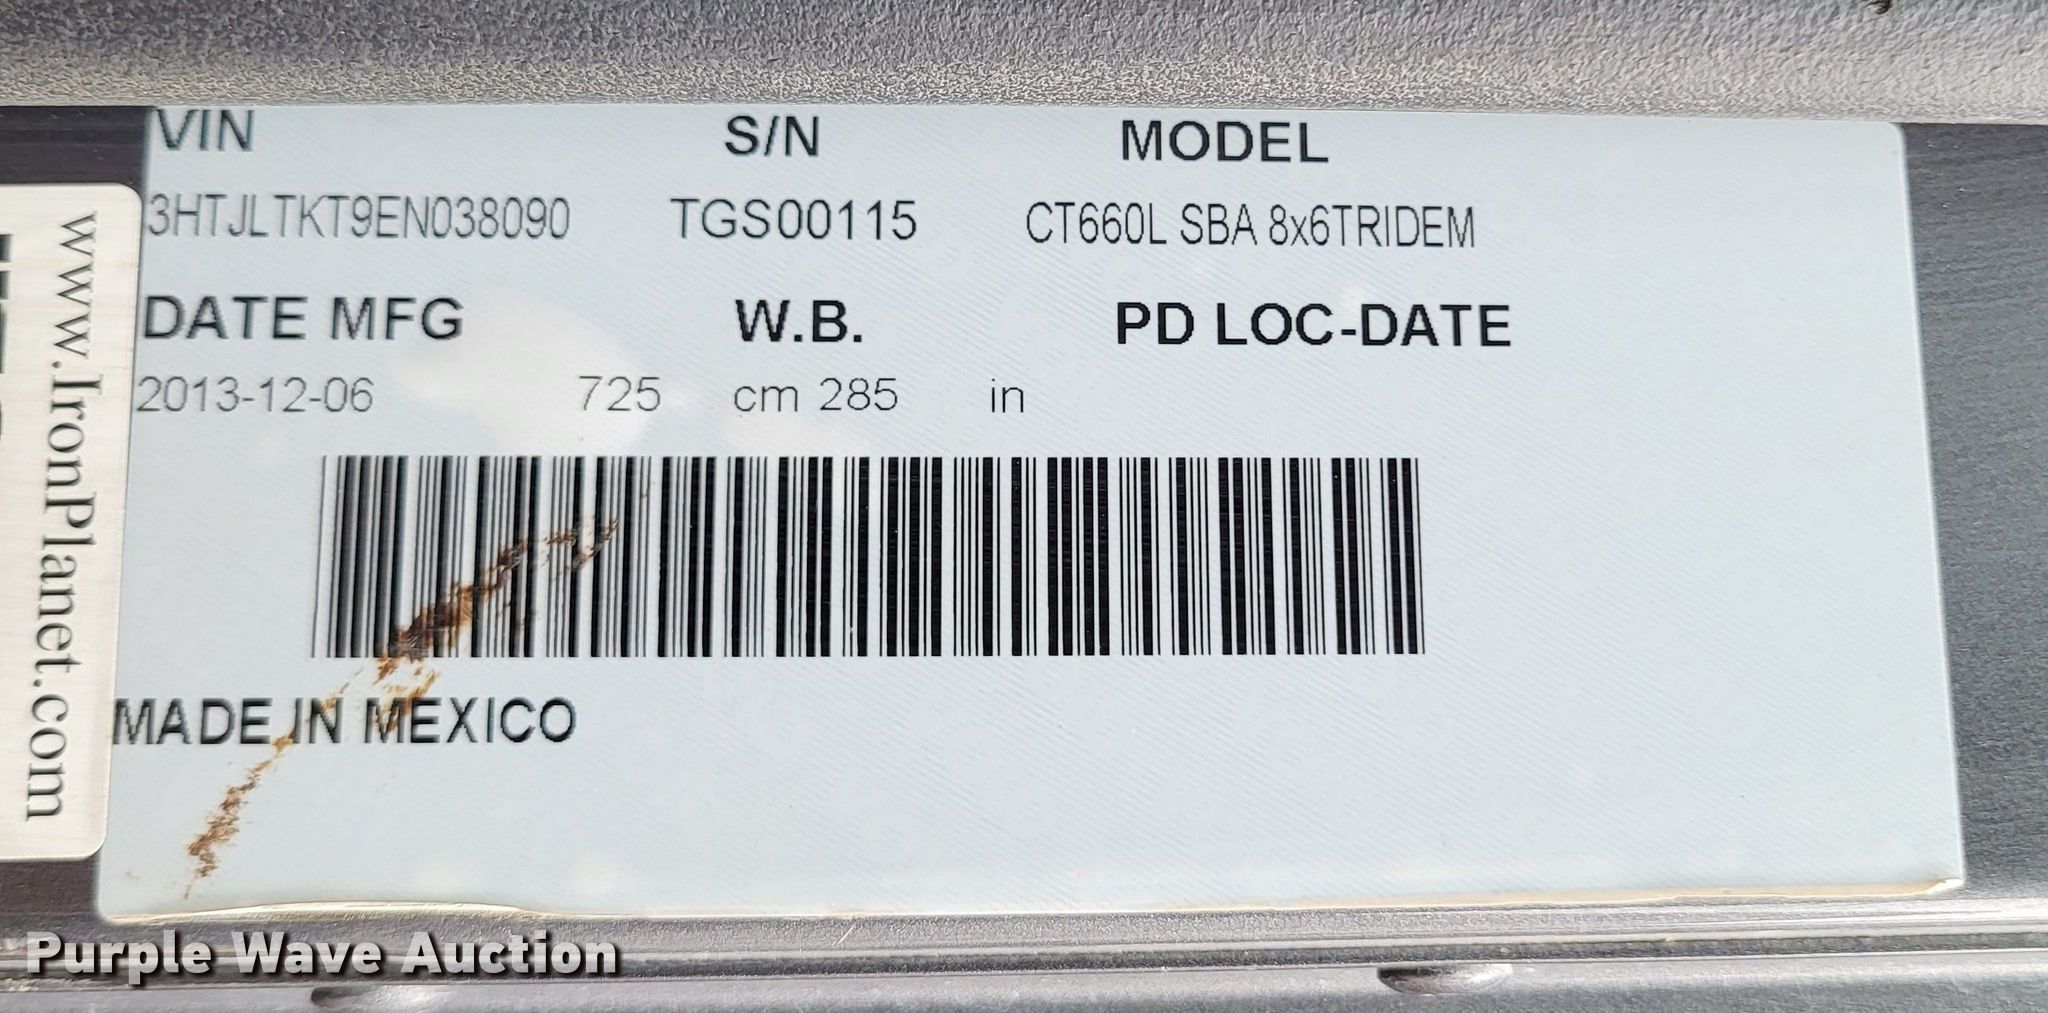 VIN S/N MODEL
3HTJLTKT9EN038090 TGS00115 CT660L SBA 8x6TRIDEM
DATE MFG W.B. PD LOC-DATE
2013-12-06 725 cm 285 in
MADE IN MEXICO
www.IronPlanet.com
Purple Wave Auction